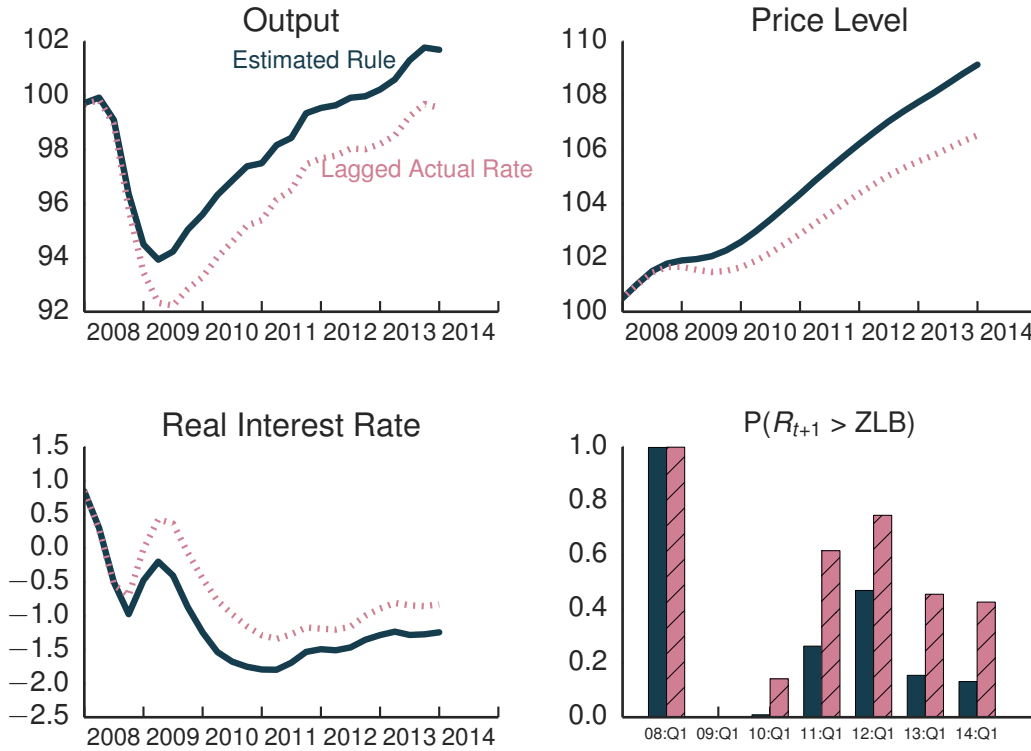 Output
102
100
98
96
94
92
Estimated Rule
Lagged Actual Rate
2008 2009 2010 2011 2012 2013 2014
Price Level
110
108
106
104
102
100
2008 2009 2010 2011 2012 2013 2014
Real Interest Rate
1.5
1.0
0.5
0.0
−0.5
−1.0
−1.5
−2.0
−2.5
2008 2009 2010 2011 2012 2013 2014
P(Rₜ₊₁ > ZLB)
1.0
0.8
0.6
0.4
0.2
0.0
08:Q1 09:Q1 10:Q1 11:Q1 12:Q1 13:Q1 14:Q1